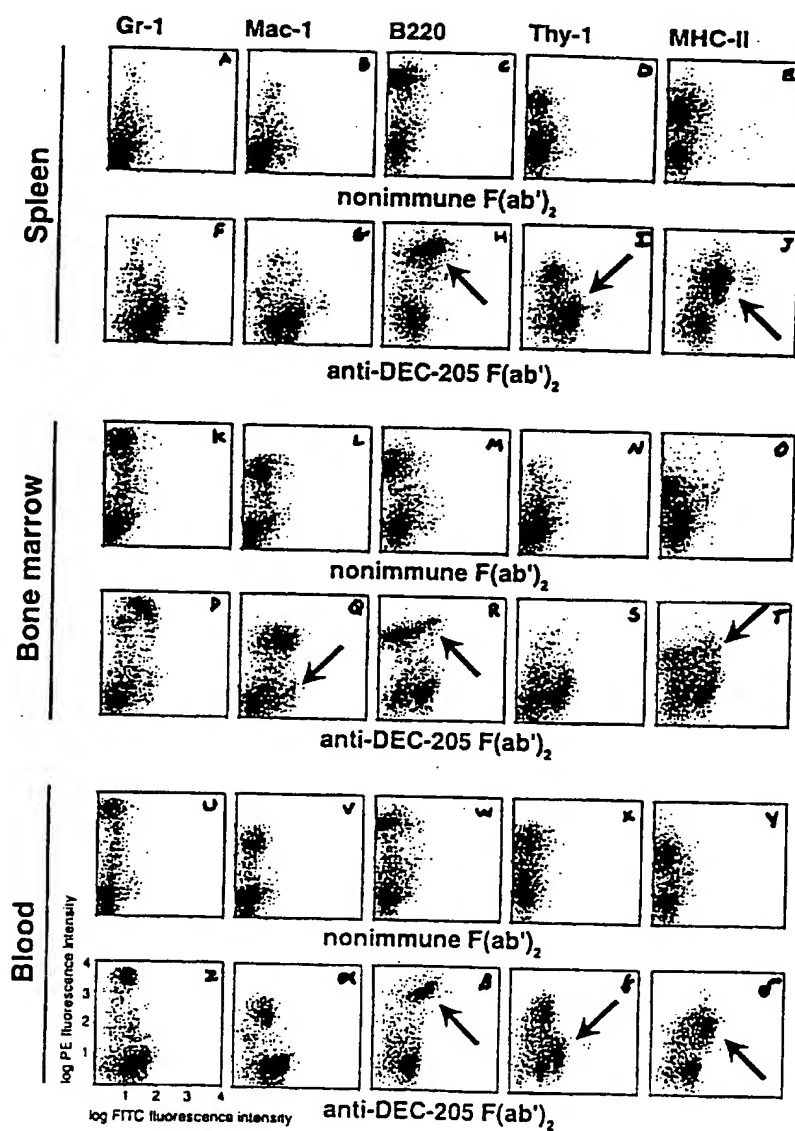 Gr-1 Mac-1 B220 Thy-1 MHC-II
A B C D E
Spleen
nonimmune F(ab')2
F G H I J
anti-DEC-205 F(ab')2
K L M N O
Bone marrow
nonimmune F(ab')2
P Q R S T
anti-DEC-205 F(ab')2
U V W X Y
Blood
nonimmune F(ab')2
Z α β γ δ
log PE fluorescence intensity
4
3
2
1
1 2 3 4
log FITC fluorescence intensity
anti-DEC-205 F(ab')2